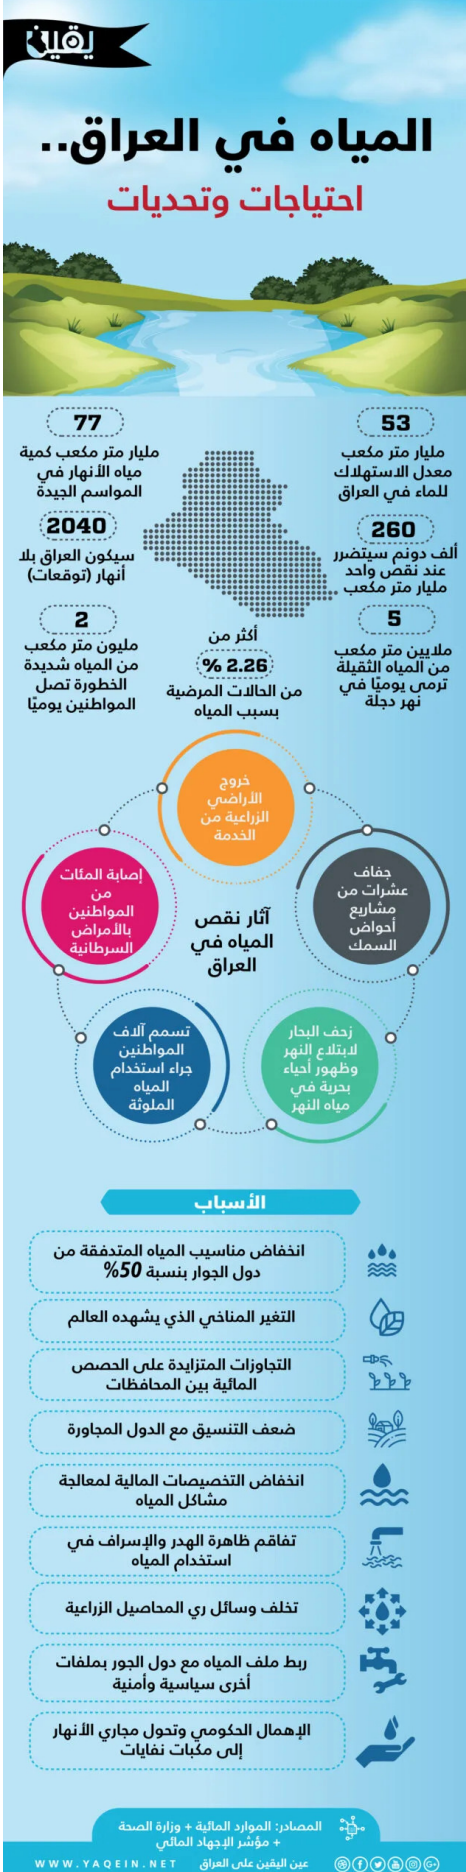 يقين
المياه في العراق..
احتياجات وتحديات
53
مليار متر مكعب
معدل الاستهلاك
للماء في العراق
77
مليار متر مكعب كمية
مياه الأنهار في
المواسم الجيدة
260
ألف دونم سيتضرر
عند نقص واحد
مليار متر مكعب
2040
سيكون العراق بلا
أنهار (توقعات)
5
ملايين متر مكعب
من المياه الثقيلة
ترمى يوميًا في
نهر دجلة
أكثر من
% 2.26
من الحالات المرضية
بسبب المياه
2
مليون متر مكعب
من المياه شديدة
الخطورة تصل
المواطنين يوميًا
آثار نقص
المياه في
العراق
خروج
الأراضي
الزراعية من
الخدمة
جفاف
عشرات من
مشاريع
أحواض
السمك
إصابة المئات
من
المواطنين
بالأمراض
السرطانية
زحف البحار
لابتلاع النهر
وظهور أحياء
بحرية في
مياه النهر
تسمم آلاف
المواطنين
جراء استخدام
المياه
الملوثة
الأسباب
انخفاض مناسيب المياه المتدفقة من
دول الجوار بنسبة 50%
التغير المناخي الذي يشهده العالم
التجاوزات المتزايدة على الحصص
المائية بين المحافظات
ضعف التنسيق مع الدول المجاورة
انخفاض التخصيصات المالية لمعالجة
مشاكل المياه
تفاقم ظاهرة الهدر والإسراف في
استخدام المياه
تخلف وسائل ري المحاصيل الزراعية
ربط ملف المياه مع دول الجور بملفات
أخرى سياسية وأمنية
الإهمال الحكومي وتحول مجاري الأنهار
إلى مكبات نفايات
المصادر: الموارد المائية + وزارة الصحة
+ مؤشر الإجهاد المائي
عين اليقين على العراق
WWW.YAQEIN.NET